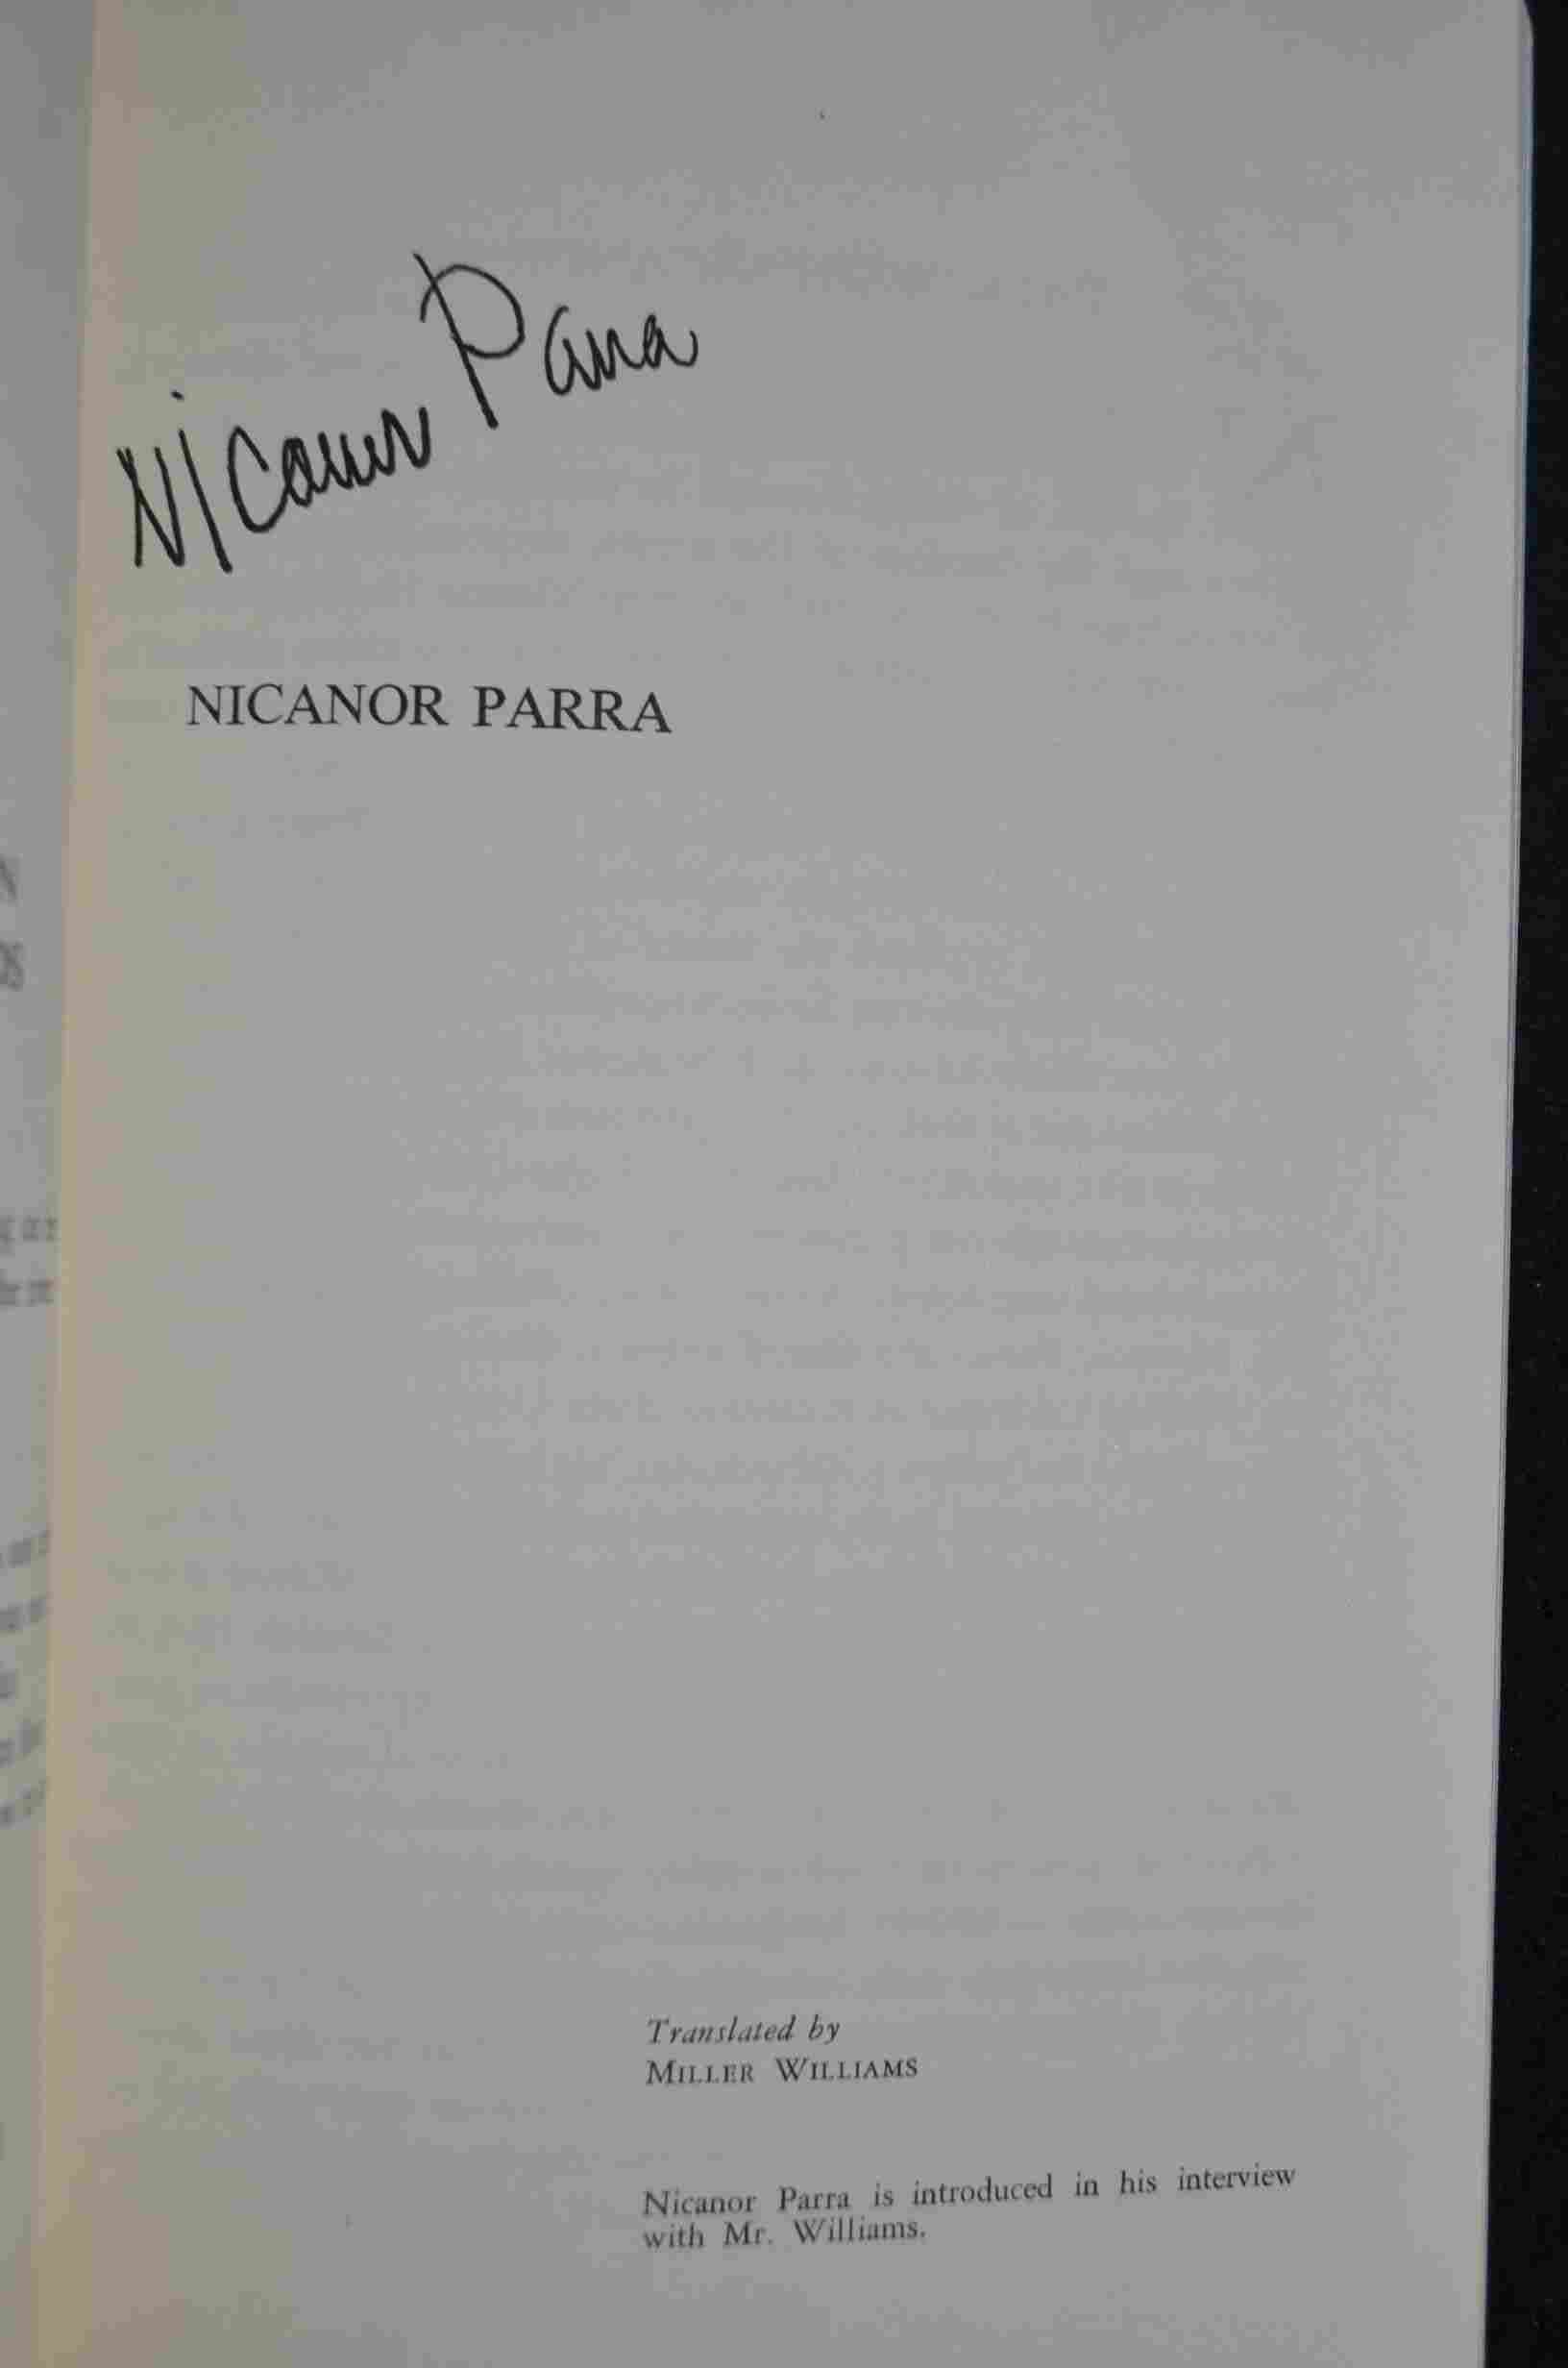 Nicanor Parra
NICANOR PARRA
Translated by
MILLER WILLIAMS
Nicanor Parra is introduced in his interview
with Mr. Williams.